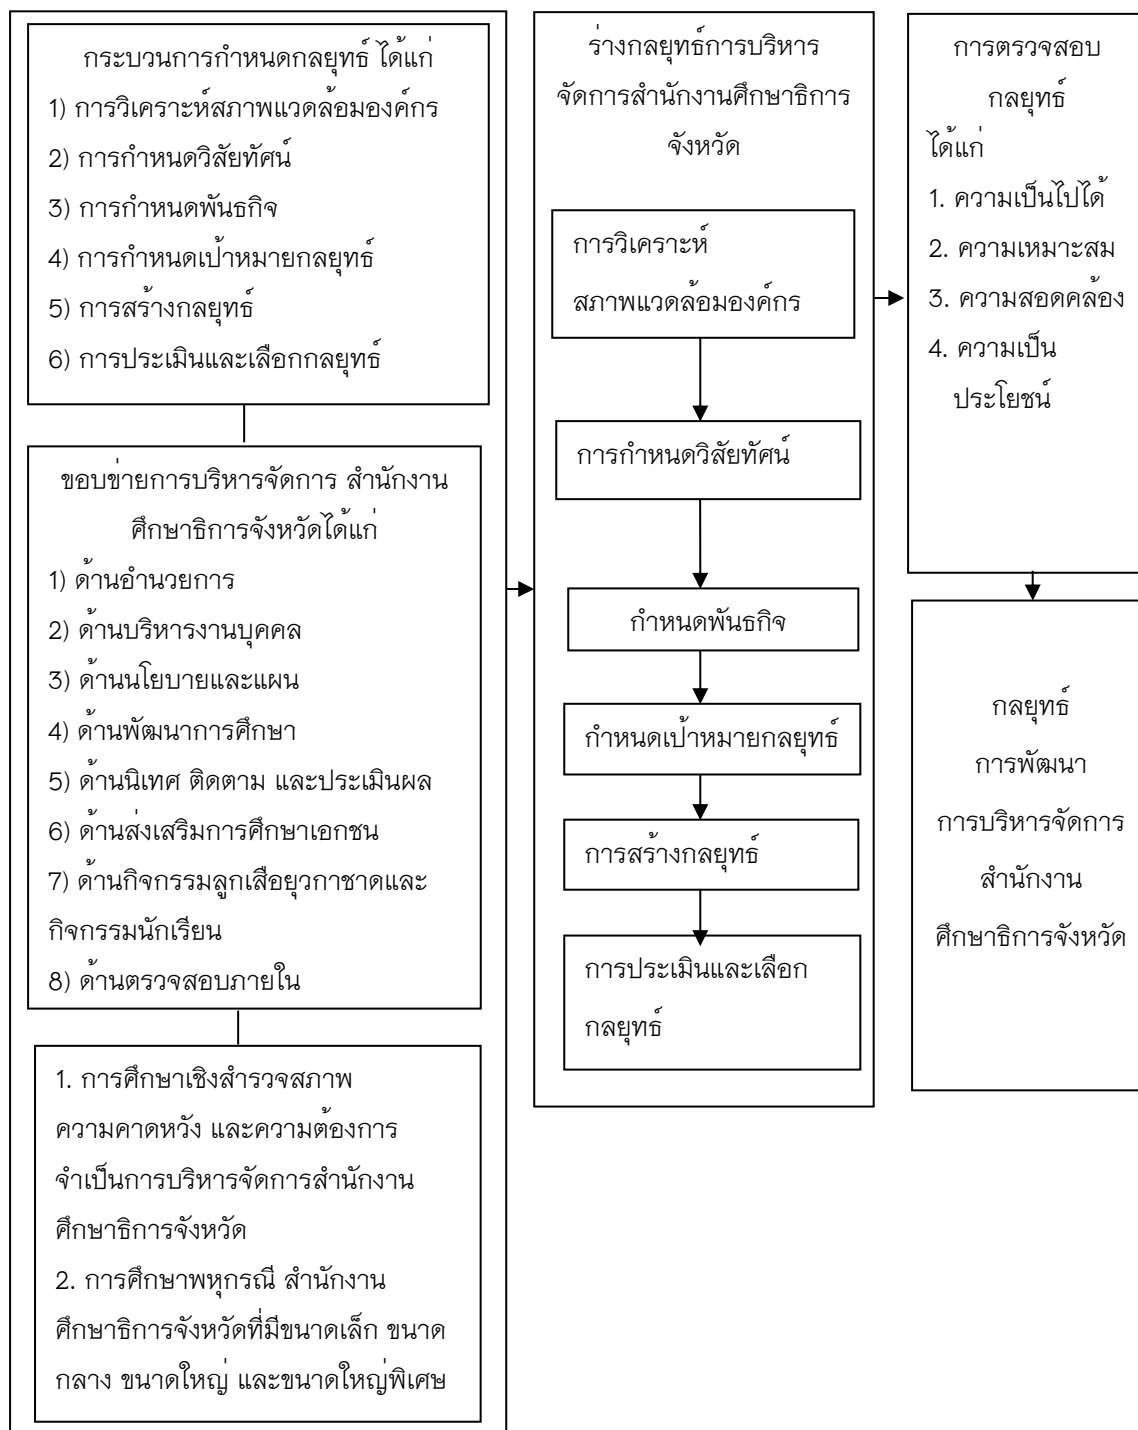 กระบวนการกำหนดกลยุทธ์ ได้แก่
1) การวิเคราะห์สภาพแวดล้อมองค์กร
2) การกำหนดวิสัยทัศน์
3) การกำหนดพันธกิจ
4) การกำหนดเป้าหมายกลยุทธ์
5) การสร้างกลยุทธ์
6) การประเมินและเลือกกลยุทธ์
ขอบข่ายการบริหารจัดการ สำนักงาน
ศึกษาธิการจังหวัดได้แก่
1) ด้านอำนวยการ
2) ด้านบริหารงานบุคคล
3) ด้านนโยบายและแผน
4) ด้านพัฒนาการศึกษา
5) ด้านนิเทศ ติดตาม และประเมินผล
6) ด้านส่งเสริมการศึกษาเอกชน
7) ด้านกิจกรรมลูกเสือยุวกาชาดและ
กิจกรรมนักเรียน
8) ด้านตรวจสอบภายใน
1. การศึกษาเชิงสำรวจสภาพ
ความคาดหวัง และความต้องการ
จำเป็นการบริหารจัดการสำนักงาน
ศึกษาธิการจังหวัด
2. การศึกษาพหุกรณี สำนักงาน
ศึกษาธิการจังหวัดที่มีขนาดเล็ก ขนาด
กลาง ขนาดใหญ่ และขนาดใหญ่พิเศษ
ร่างกลยุทธ์การบริหาร
จัดการสำนักงานศึกษาธิการ
จังหวัด
การวิเคราะห์
สภาพแวดล้อมองค์กร
การกำหนดวิสัยทัศน์
กำหนดพันธกิจ
กำหนดเป้าหมายกลยุทธ์
การสร้างกลยุทธ์
การประเมินและเลือก
กลยุทธ์
การตรวจสอบ
กลยุทธ์
ได้แก่
1. ความเป็นไปได้
2. ความเหมาะสม
3. ความสอดคล้อง
4. ความเป็น
ประโยชน์
กลยุทธ์
การพัฒนา
การบริหารจัดการ
สำนักงาน
ศึกษาธิการจังหวัด